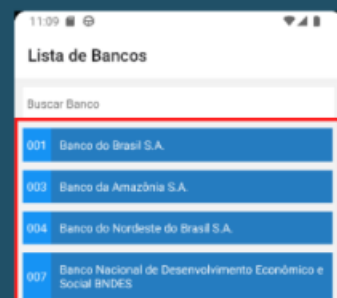 11:09
Lista de Bancos
Buscar Banco
001 Banco do Brasil S.A.
003 Banco da Amazônia S.A.
004 Banco do Nordeste do Brasil S.A.
007 Banco Nacional de Desenvolvimento Econômico e
Social BNDES